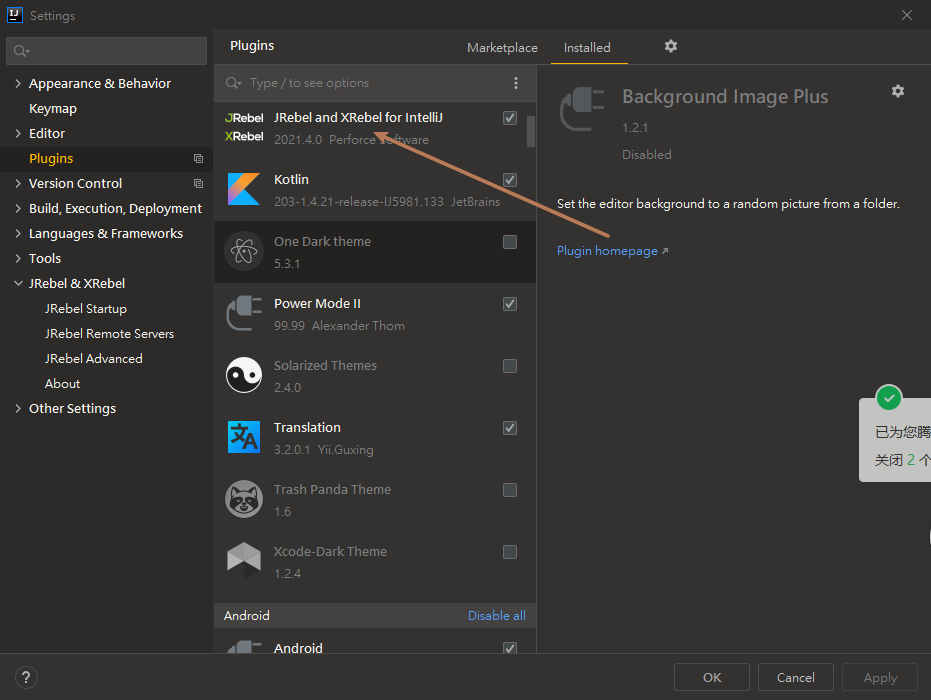 Settings
Plugins
Marketplace
Installed
Type / to see options
Appearance & Behavior
Keymap
Editor
Plugins
Version Control
Build, Execution, Deployment
Languages & Frameworks
Tools
JRebel & XRebel
JRebel Startup
JRebel Remote Servers
JRebel Advanced
About
Other Settings
JRebel
XRebel
JRebel and XRebel for IntelliJ
2021.4.0 Perforce Software
Kotlin
203-1.4.21-release-IJ5981.133 JetBrains
One Dark theme
5.3.1
Power Mode II
99.99 Alexander Thom
Solarized Themes
2.4.0
Translation
3.2.0.1 Yii.Guxing
Trash Panda Theme
1.6
Xcode-Dark Theme
1.2.4
Android
Disable all
Android
Background Image Plus
1.2.1
Disabled
Set the editor background to a random picture from a folder.
Plugin homepage
已为您腾
关闭 2 个
?
OK
Cancel
Apply